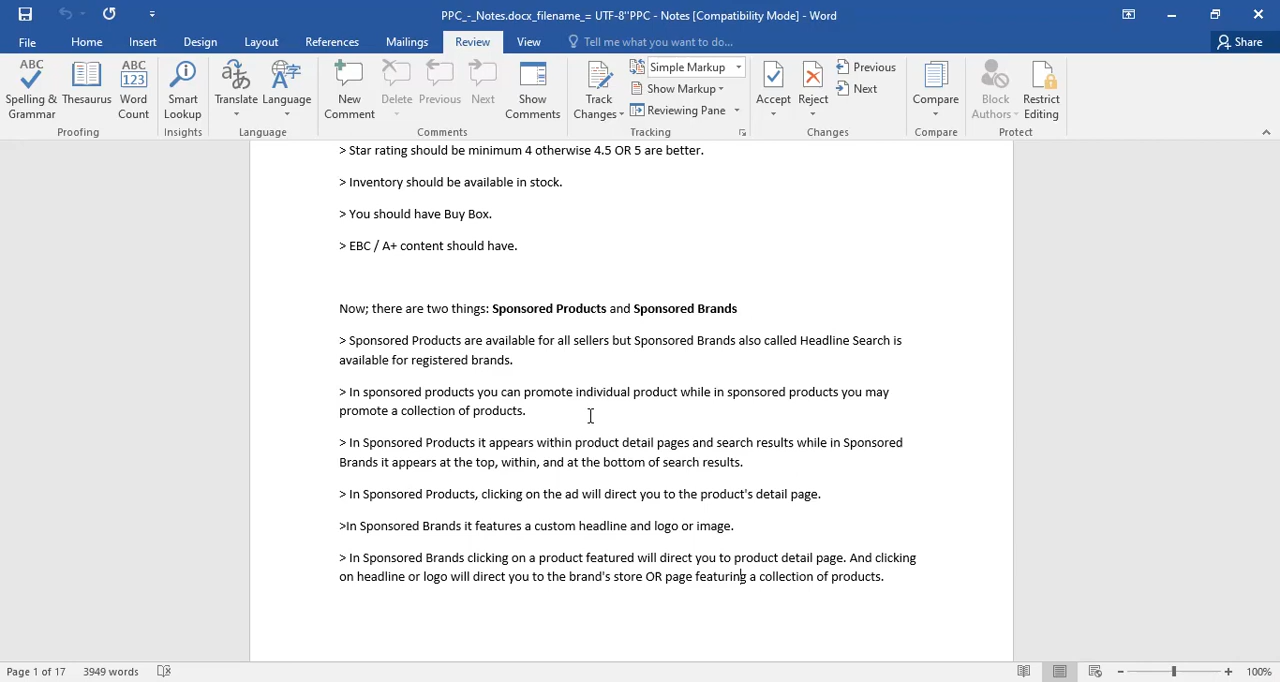 PPC_-_Notes.docx_filename_= UTF-8''PPC - Notes [Compatibility Mode] - Word
File Home Insert Design Layout References Mailings Review View Tell me what you want to do... Share
ABC ABC 123
Spelling & Grammar Thesaurus Word Count Smart Lookup Translate Language New Comment Delete Previous Next Show Comments Track Changes
Simple Markup
Show Markup
Reviewing Pane
Accept Reject Previous
Next
Compare Block Authors Restrict Editing
Proofing Insights Language Comments Tracking Changes Compare Protect
> Star rating should be minimum 4 otherwise 4.5 OR 5 are better.
> Inventory should be available in stock.
> You should have Buy Box.
> EBC / A+ content should have.
Now; there are two things: Sponsored Products and Sponsored Brands
> Sponsored Products are available for all sellers but Sponsored Brands also called Headline Search is
available for registered brands.
> In sponsored products you can promote individual product while in sponsored products you may
promote a collection of products.
> In Sponsored Products it appears within product detail pages and search results while in Sponsored
Brands it appears at the top, within, and at the bottom of search results.
> In Sponsored Products, clicking on the ad will direct you to the product's detail page.
>In Sponsored Brands it features a custom headline and logo or image.
> In Sponsored Brands clicking on a product featured will direct you to product detail page. And clicking
on headline or logo will direct you to the brand's store OR page featuring a collection of products.
Page 1 of 17 3949 words 100%